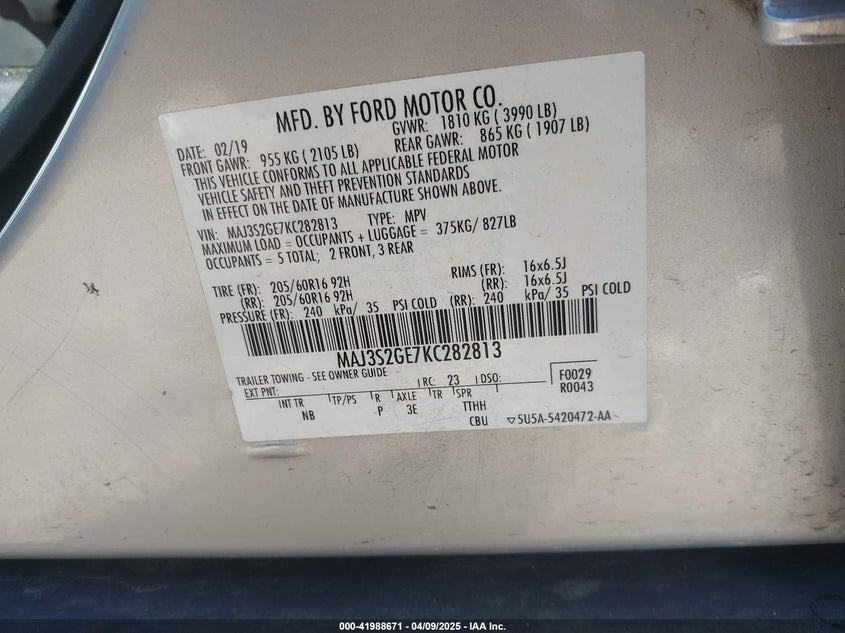 MFD. BY FORD MOTOR CO.
DATE: 02/19 GVWR: 1810 KG ( 3990 LB)
FRONT GAWR: 955 KG ( 2105 LB) REAR GAWR: 865 KG ( 1907 LB)
THIS VEHICLE CONFORMS TO ALL APPLICABLE FEDERAL MOTOR
VEHICLE SAFETY AND THEFT PREVENTION STANDARDS
IN EFFECT ON THE DATE OF MANUFACTURE SHOWN ABOVE.
VIN: MAJ3S2GE7KC282813 TYPE: MPV
MAXIMUM LOAD = OCCUPANTS + LUGGAGE = 375KG/ 827LB
OCCUPANTS = 5 TOTAL; 2 FRONT, 3 REAR
TIRE (FR): 205/60R16 92H RIMS (FR): 16x6.5J
(RR): 205/60R16 92H (RR): 16x6.5J
PRESSURE (FR): 240 kPa/ 35 PSI COLD (RR): 240 kPa/ 35 PSI COLD
MAJ3S2GE7KC282813
TRAILER TOWING - SEE OWNER GUIDE
EXT PNT: RC: 23 DSO: F0029
R0043
INT TR TP/PS R AXLE TR SPR
NB P 3E TTHH
CBU 5U5A-5420472-AA
000-41988671 / 04/09/2025 - IAA Inc.